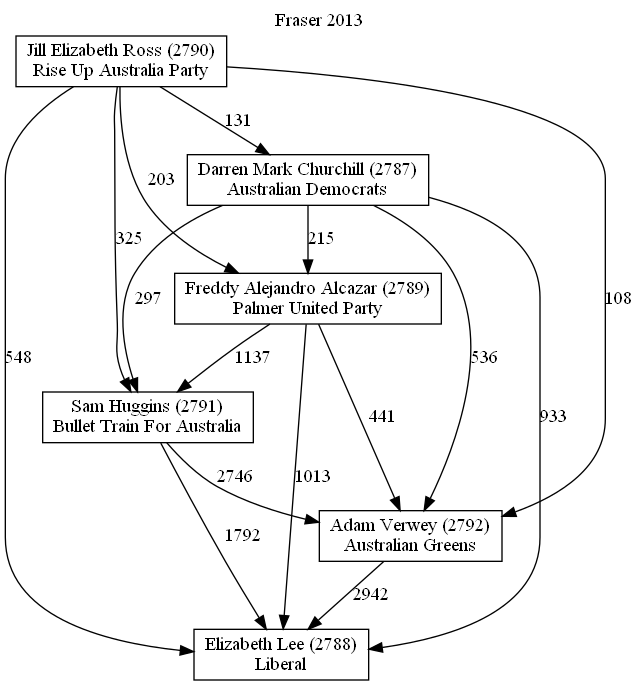 Fraser 2013
Jill Elizabeth Ross (2790)
Rise Up Australia Party
131
Darren Mark Churchill (2787)
Australian Democrats
203
325
215
297
Freddy Alejandro Alcazar (2789)
Palmer United Party
108
548
1137
536
Sam Huggins (2791)
Bullet Train For Australia
441
933
2746
1013
Adam Verwey (2792)
Australian Greens
1792
2942
Elizabeth Lee (2788)
Liberal